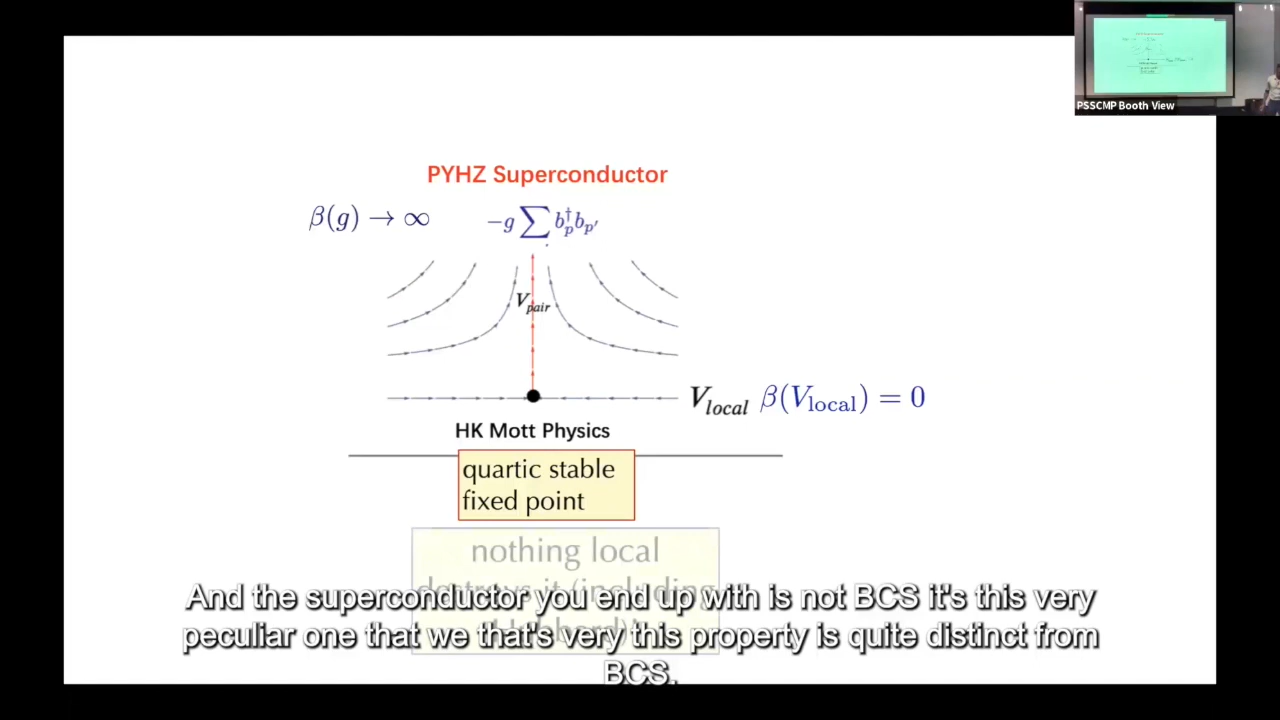 PSSCMP Booth View
PYHZ Superconductor
β(g) → ∞
−g ∑ b†ₚbₚ′
V_pair
V_local β(V_local) = 0
HK Mott Physics
quartic stable
fixed point
nothing local
And the superconductor you end up with is not BCS it's this very
peculiar one that we that's very this property is quite distinct from
BCS.